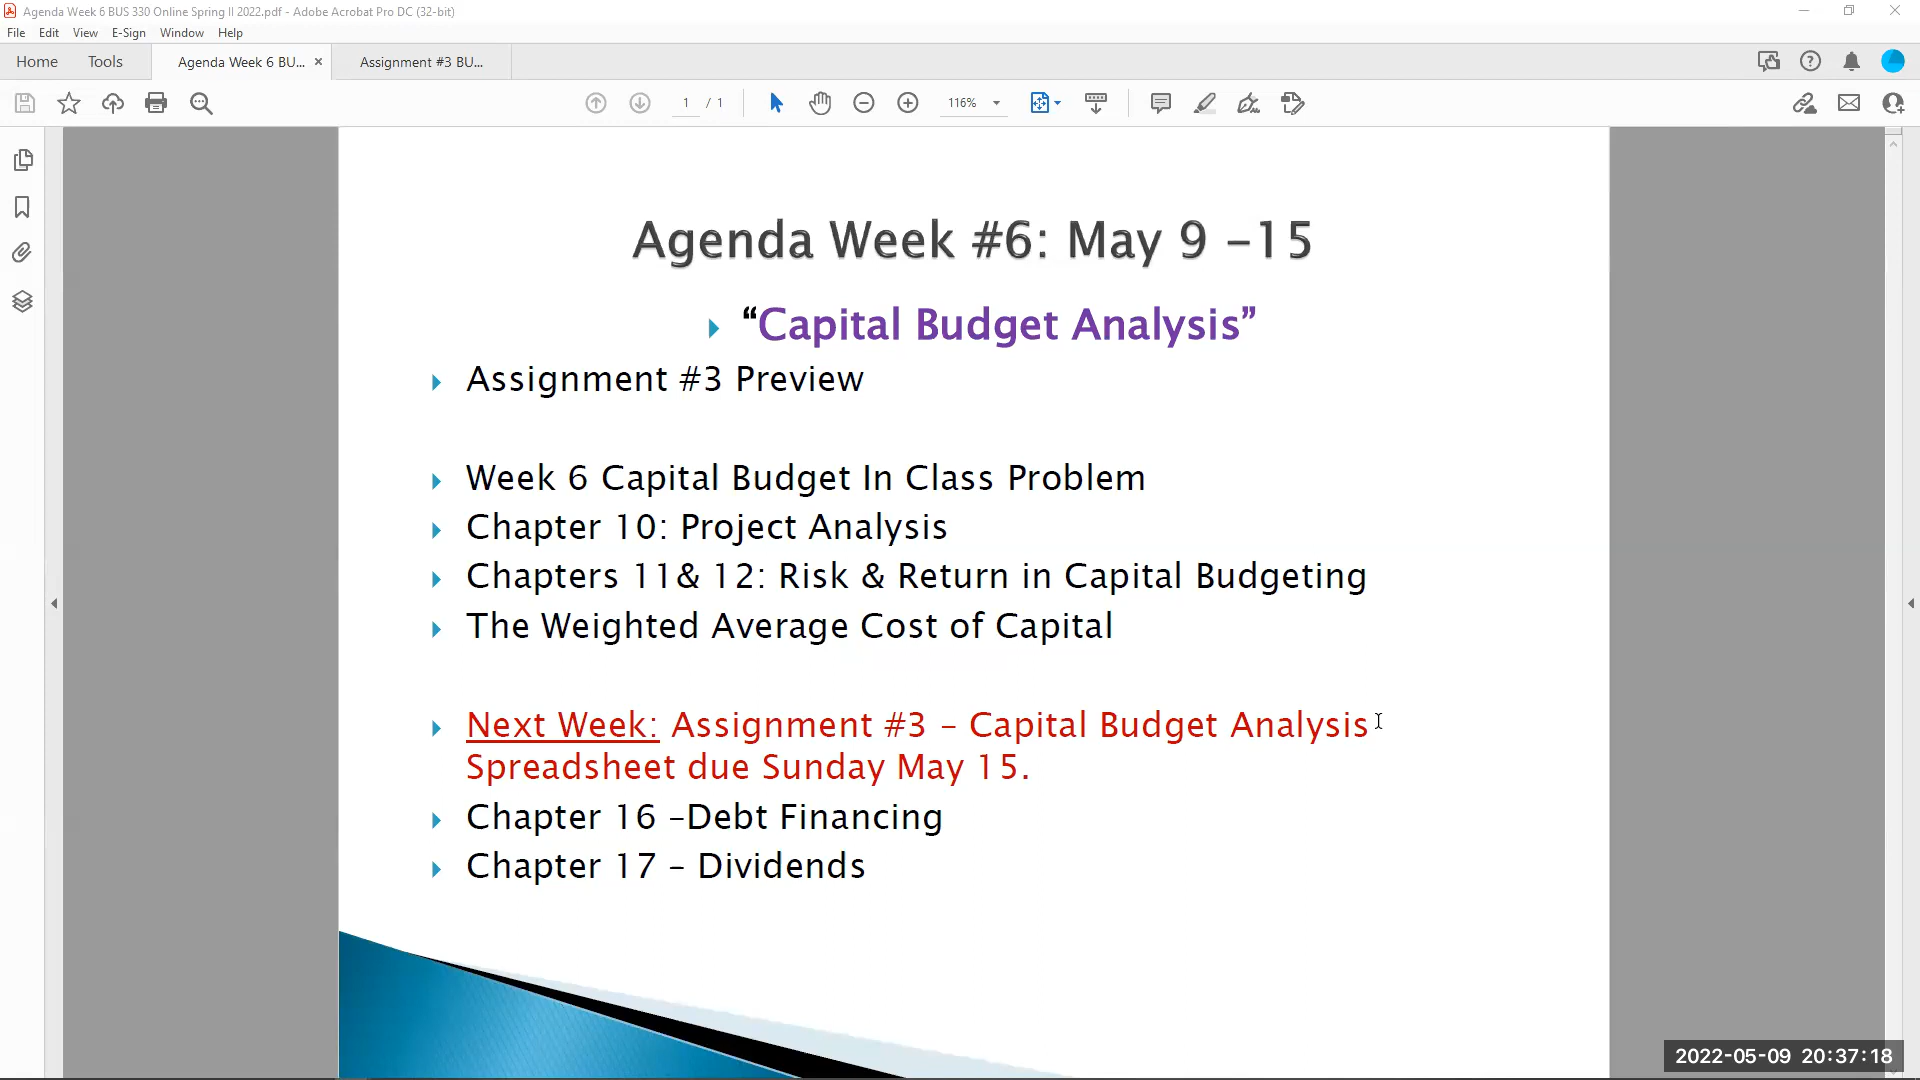 Agenda Week 6 BUS 330 Online Spring II 2022.pdf - Adobe Acrobat Pro DC (32-bit)
File Edit View E-Sign Window Help
Home Tools Agenda Week 6 BU... × Assignment #3 BU...
1 / 1 116%
Agenda Week #6: May 9 –15
“Capital Budget Analysis”
Assignment #3 Preview
Week 6 Capital Budget In Class Problem
Chapter 10: Project Analysis
Chapters 11& 12: Risk & Return in Capital Budgeting
The Weighted Average Cost of Capital
Next Week: Assignment #3 – Capital Budget Analysis
Spreadsheet due Sunday May 15.
Chapter 16 –Debt Financing
Chapter 17 – Dividends
2022-05-09 20:37:18